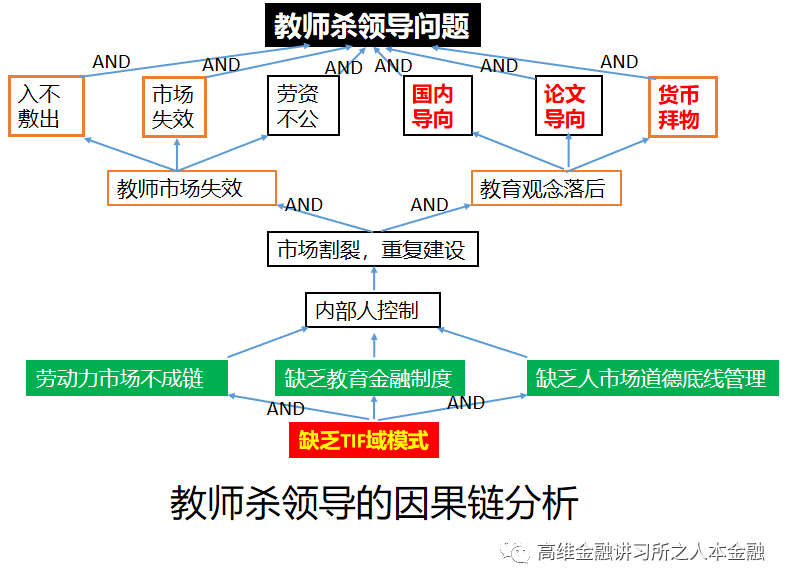 教师杀领导问题
AND
AND
AND
AND
AND
AND
入不
敷出
市场
失效
劳资
不公
国内
导向
论文
导向
货币
拜物
教师市场失效
教育观念落后
AND
AND
市场割裂，重复建设
内部人控制
劳动力市场不成链
缺乏教育金融制度
缺乏人市场道德底线管理
AND
AND
缺乏TIF域模式
教师杀领导的因果链分析
高维金融讲习所之人本金融